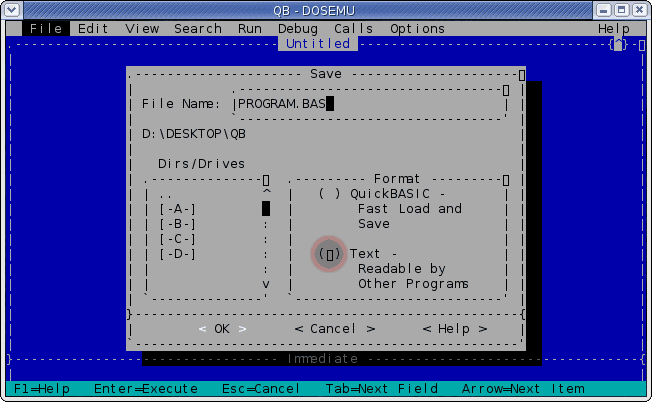 QB - DOSEMU
File Edit View Search Run Debug Calls Options Help
Untitled
Save
File Name: PROGRAM.BAS
D:\DESKTOP\QB
Dirs/Drives
..
[-A-]
[-B-]
[-C-]
[-D-]
Format
( ) QuickBASIC -
Fast Load and
Save
(▯) Text -
Readable by
Other Programs
< OK > < Cancel > < Help >
Immediate
F1=Help Enter=Execute Esc=Cancel Tab=Next Field Arrow=Next Item